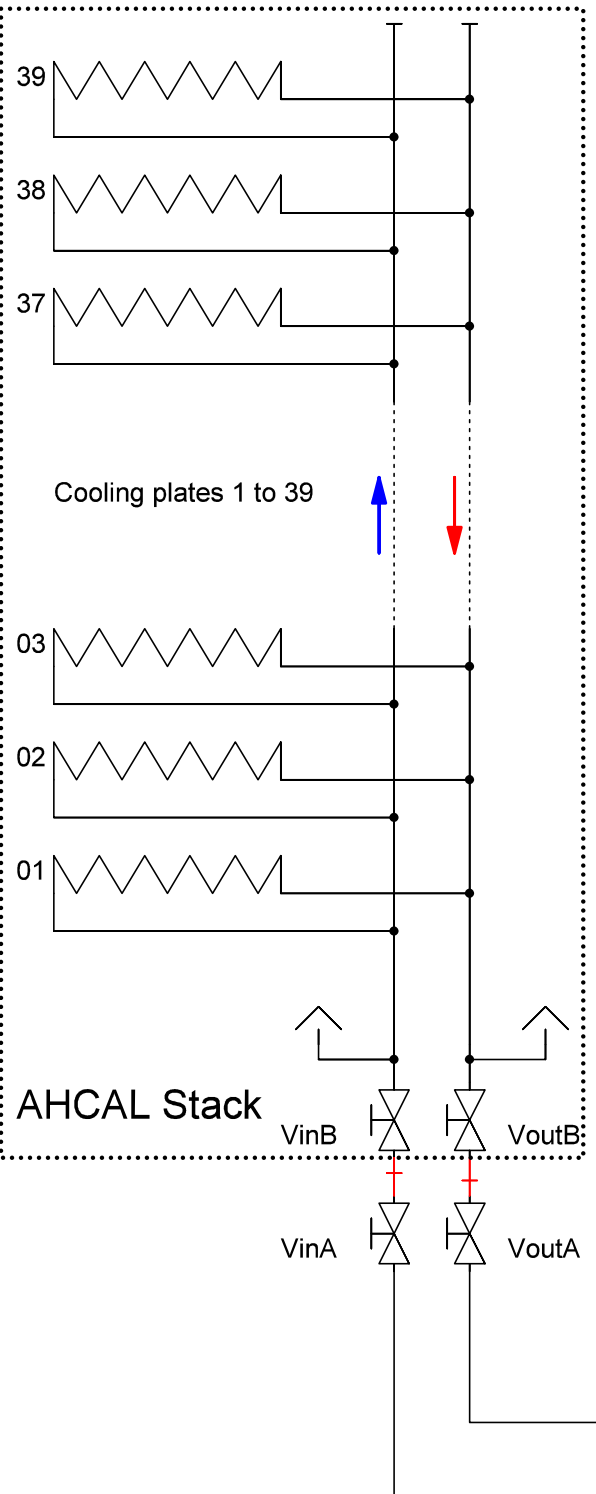 39
38
37
Cooling plates 1 to 39
03
02
01
AHCAL Stack
VinB
VoutB
VinA
VoutA